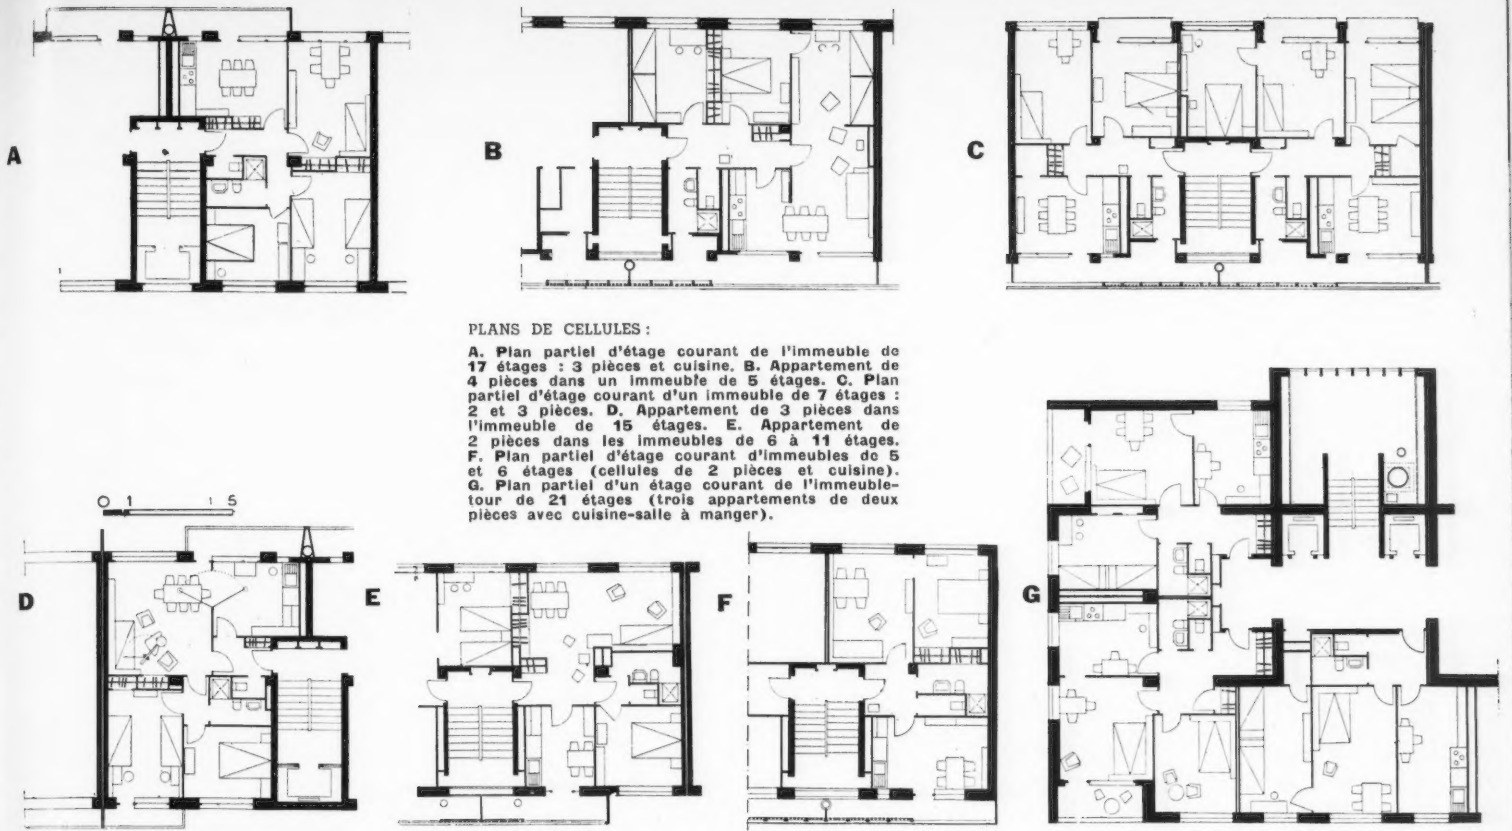 A
B
C
PLANS DE CELLULES :
A. Plan partiel d'étage courant de l'immeuble de
17 étages : 3 pièces et cuisine. B. Appartement de
4 pièces dans un immeuble de 5 étages. C. Plan
partiel d'étage courant d'un immeuble de 7 étages :
2 et 3 pièces. D. Appartement de 3 pièces dans
l'immeuble de 15 étages. E. Appartement de
2 pièces dans les immeubles de 6 à 11 étages.
F. Plan partiel d'étage courant d'immeubles de 5
et 6 étages (cellules de 2 pièces et cuisine).
G. Plan partiel d'un étage courant de l'immeuble-
tour de 21 étages (trois appartements de deux
pièces avec cuisine-salle à manger).
O 1 5
D
E
F
G